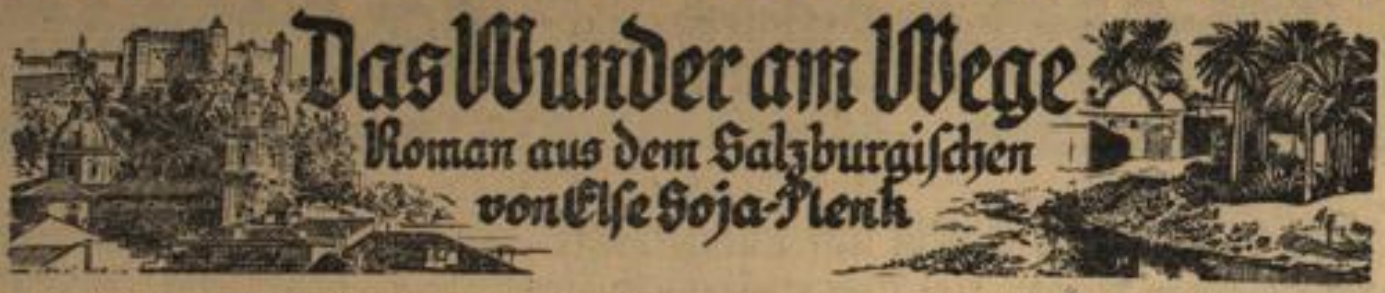 Das Wunder am Wege
Roman aus dem Salzburgischen
von Else Soja-Plenk